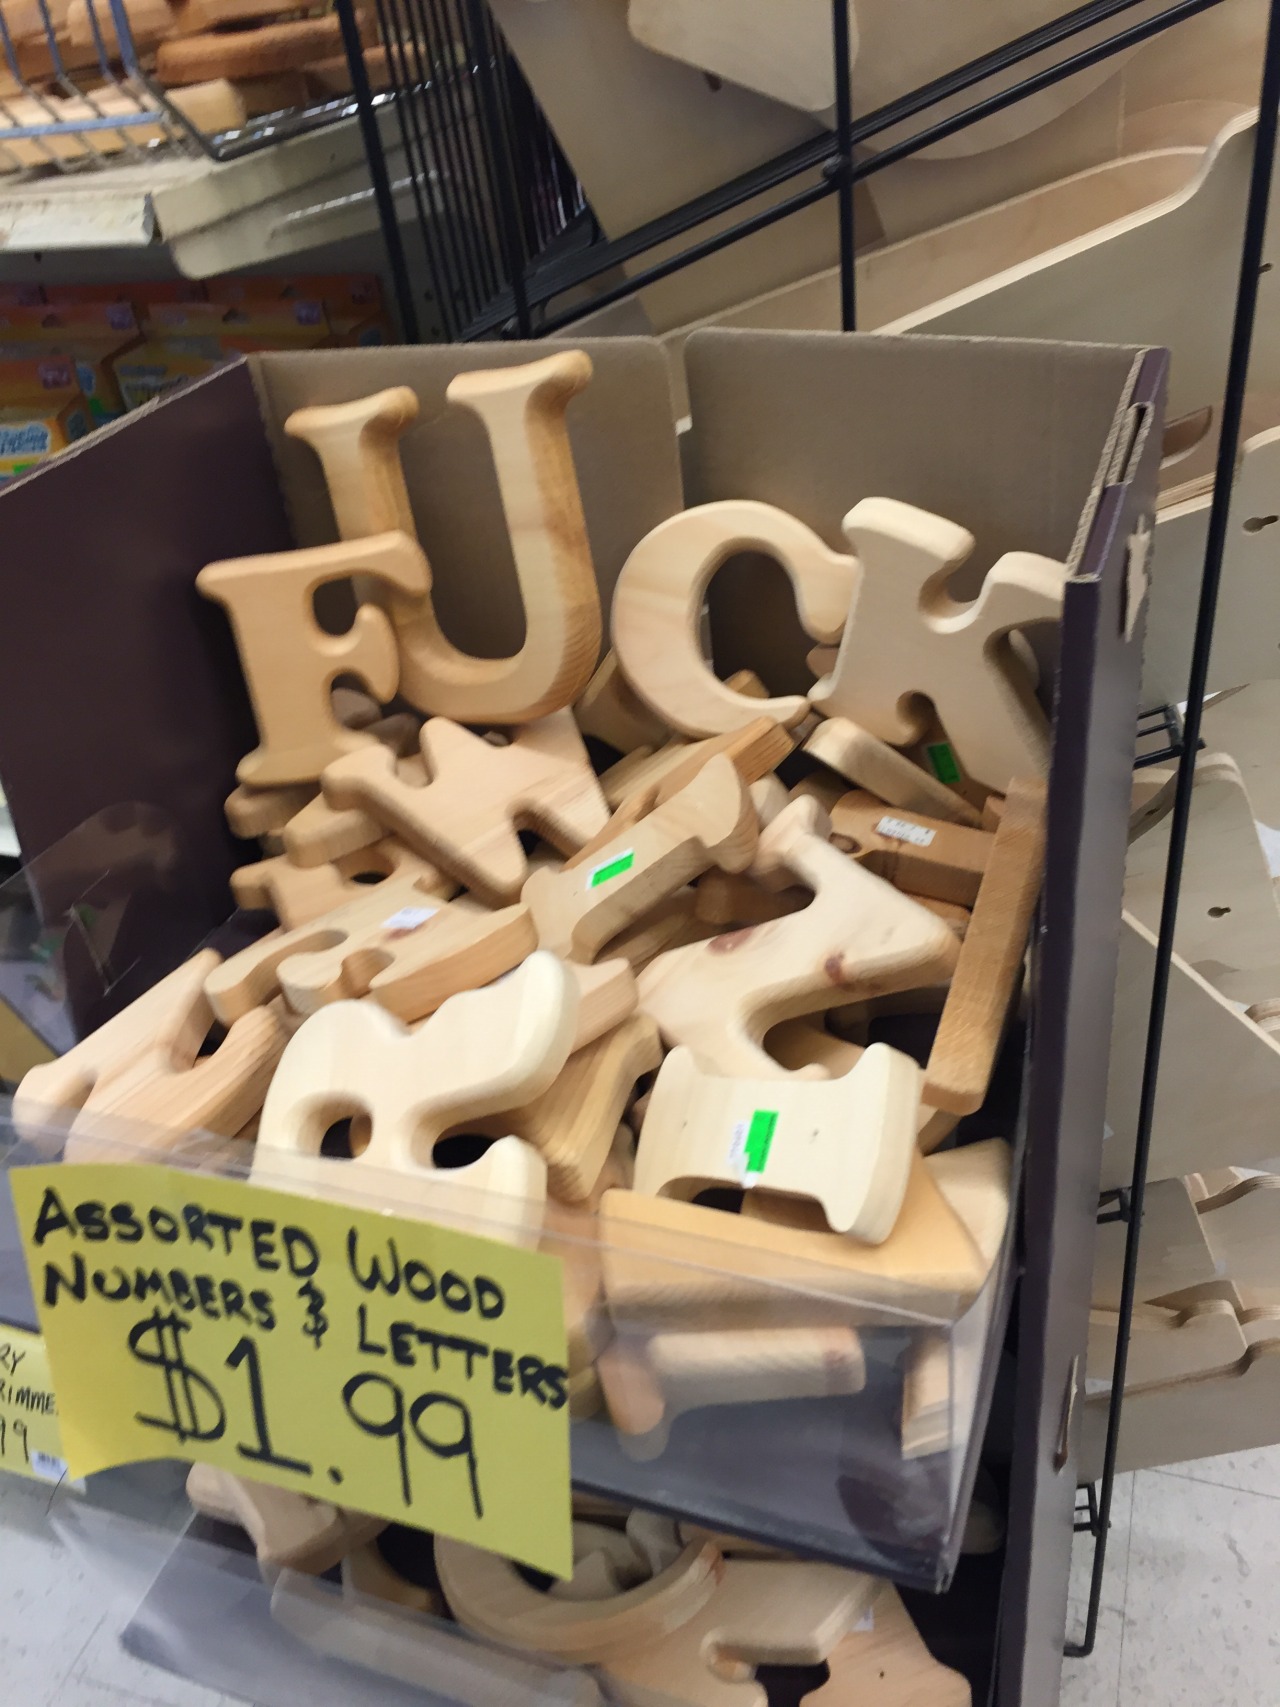 FUCK
ASSORTED WOOD
NUMBERS & LETTERS
$1.99